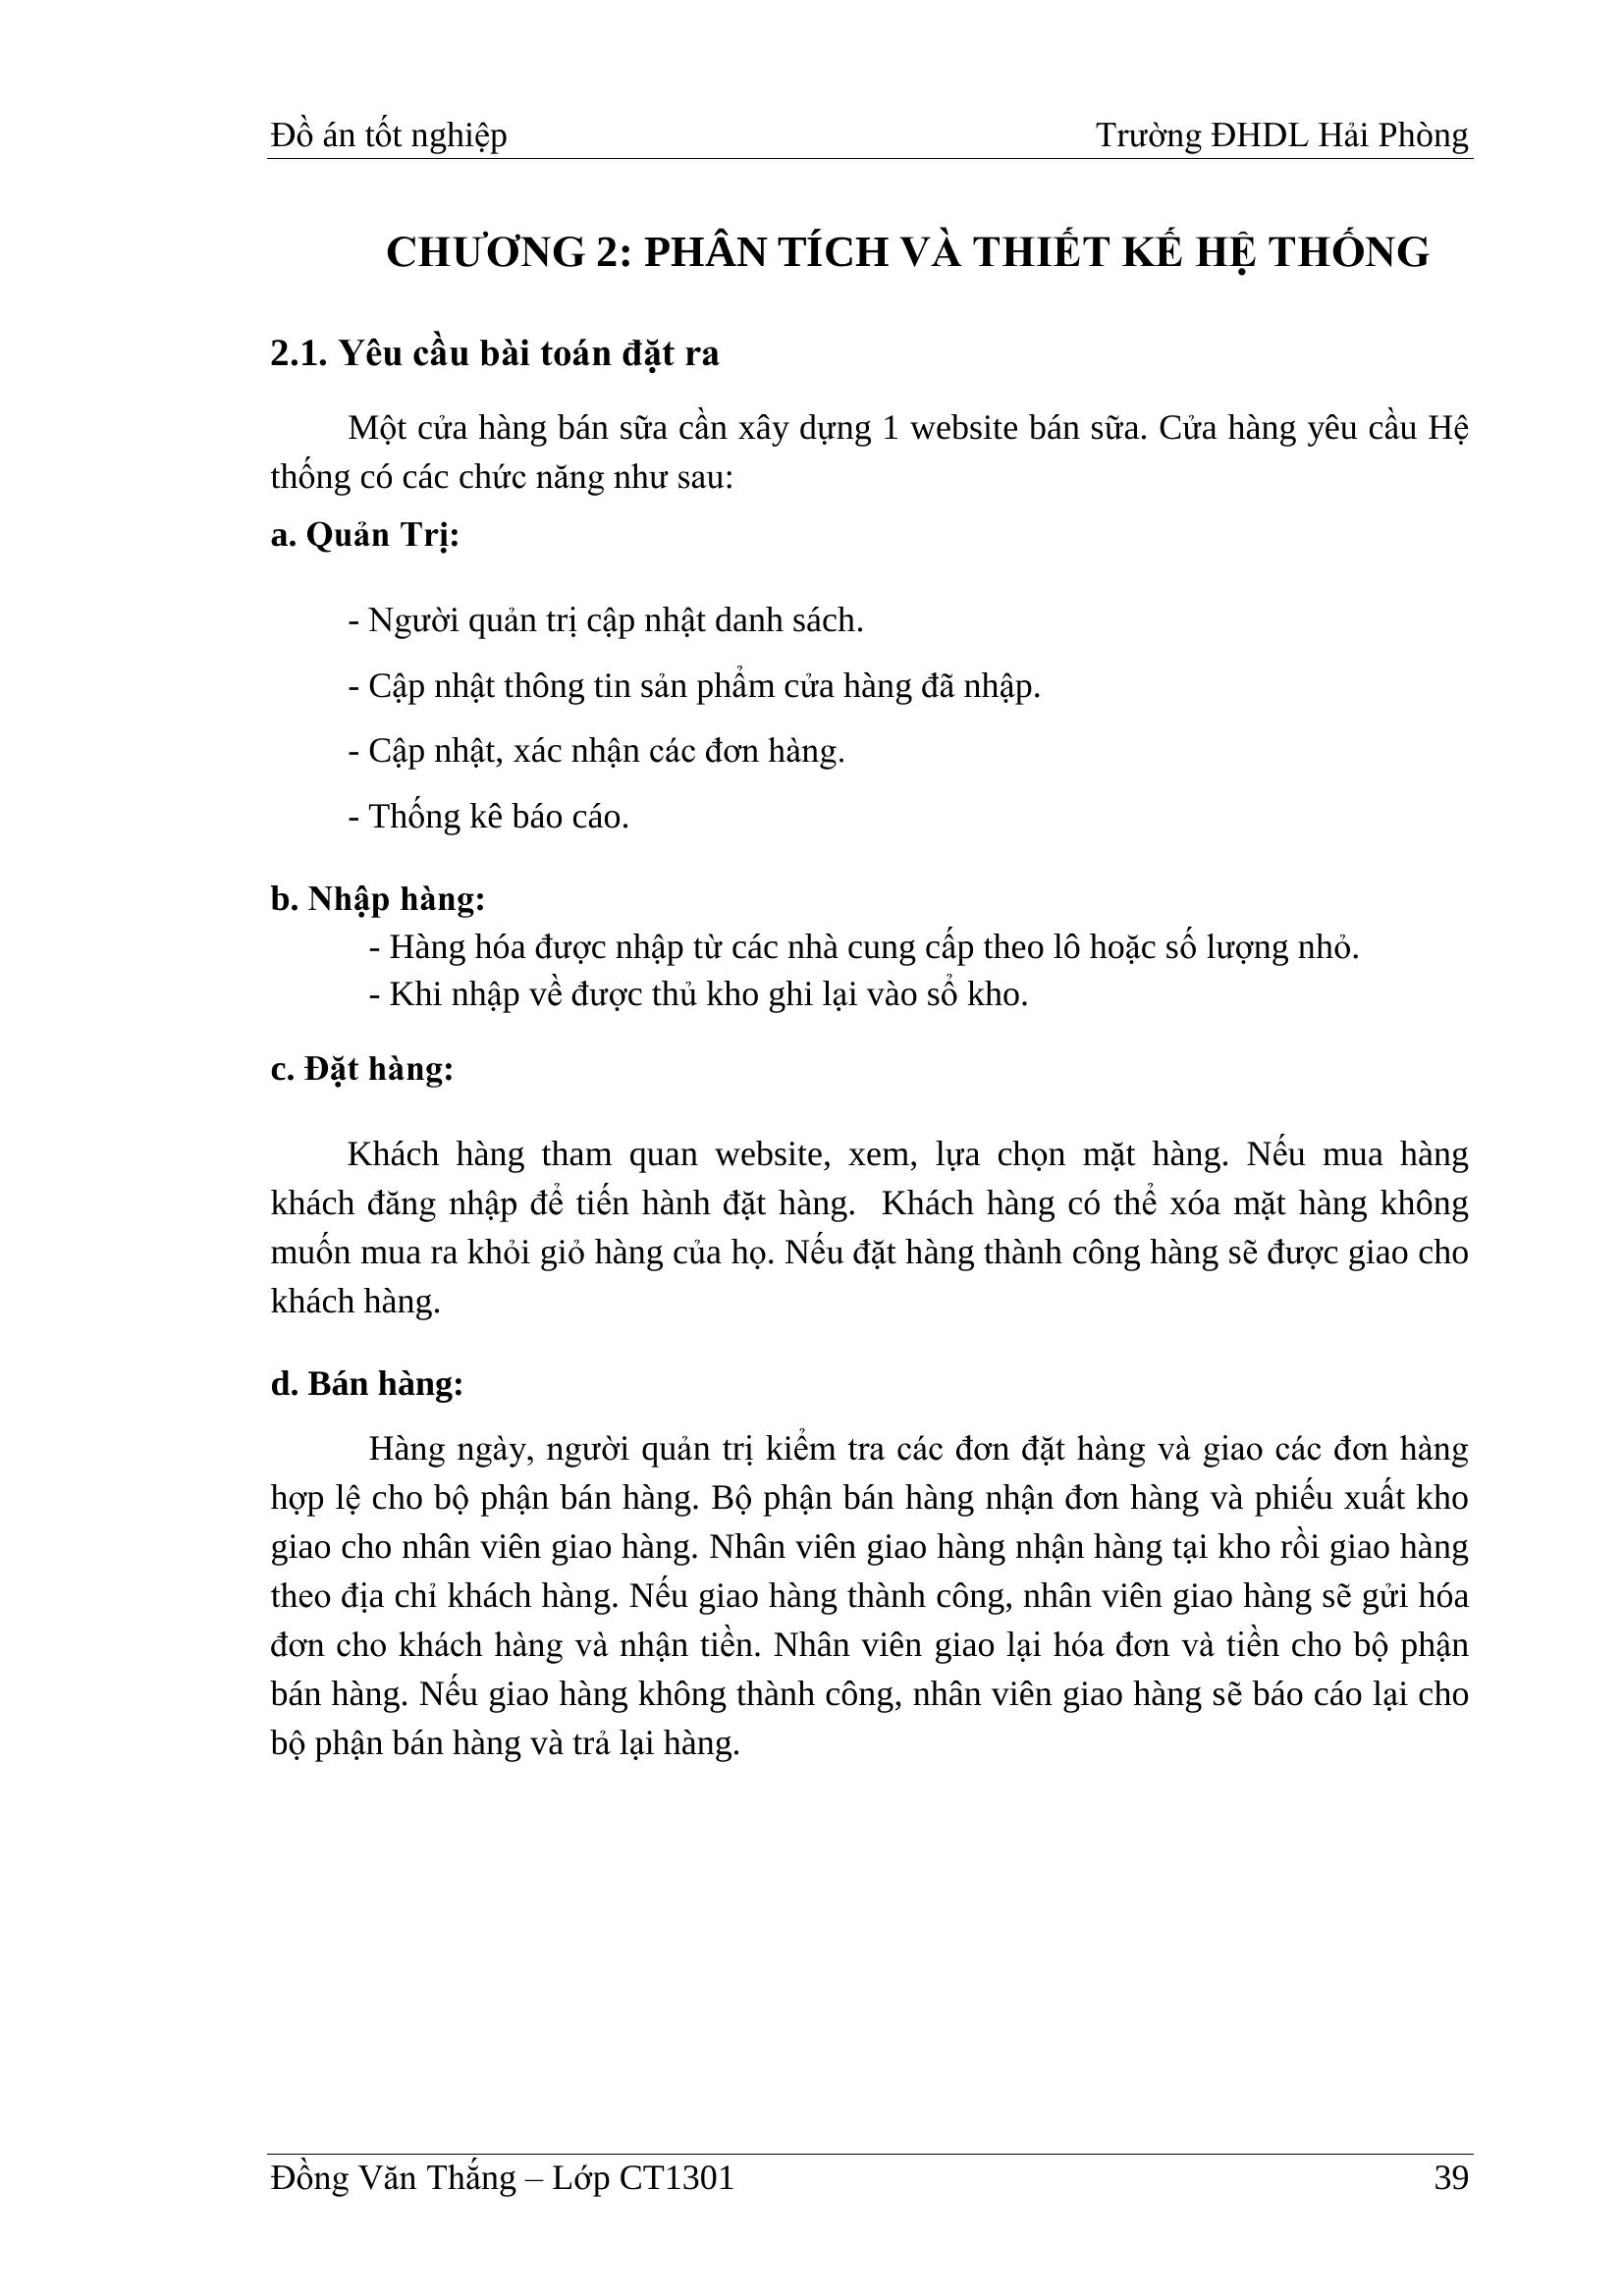 Đồ án tốt nghiệp Trường ĐHDL Hải Phòng
CHƯƠNG 2: PHÂN TÍCH VÀ THIẾT KẾ HỆ THỐNG
2.1. Yêu cầu bài toán đặt ra
Một cửa hàng bán sữa cần xây dựng 1 website bán sữa. Cửa hàng yêu cầu Hệ
thống có các chức năng như sau:
a. Quản Trị:
- Người quản trị cập nhật danh sách.
- Cập nhật thông tin sản phẩm cửa hàng đã nhập.
- Cập nhật, xác nhận các đơn hàng.
- Thống kê báo cáo.
b. Nhập hàng:
- Hàng hóa được nhập từ các nhà cung cấp theo lô hoặc số lượng nhỏ.
- Khi nhập về được thủ kho ghi lại vào sổ kho.
c. Đặt hàng:
Khách hàng tham quan website, xem, lựa chọn mặt hàng. Nếu mua hàng
khách đăng nhập để tiến hành đặt hàng.  Khách hàng có thể xóa mặt hàng không
muốn mua ra khỏi giỏ hàng của họ. Nếu đặt hàng thành công hàng sẽ được giao cho
khách hàng.
d. Bán hàng:
Hàng ngày, người quản trị kiểm tra các đơn đặt hàng và giao các đơn hàng
hợp lệ cho bộ phận bán hàng. Bộ phận bán hàng nhận đơn hàng và phiếu xuất kho
giao cho nhân viên giao hàng. Nhân viên giao hàng nhận hàng tại kho rồi giao hàng
theo địa chỉ khách hàng. Nếu giao hàng thành công, nhân viên giao hàng sẽ gửi hóa
đơn cho khách hàng và nhận tiền. Nhân viên giao lại hóa đơn và tiền cho bộ phận
bán hàng. Nếu giao hàng không thành công, nhân viên giao hàng sẽ báo cáo lại cho
bộ phận bán hàng và trả lại hàng.
Đồng Văn Thắng – Lớp CT1301 39